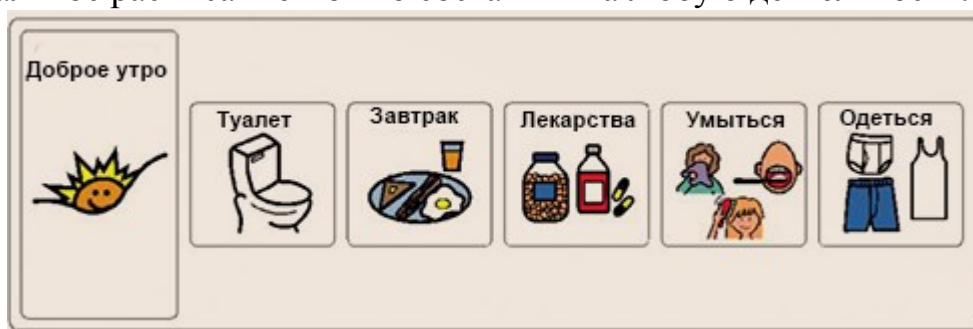 Доброе утро
Туалет
Завтрак
Лекарства
Умыться
Одеться